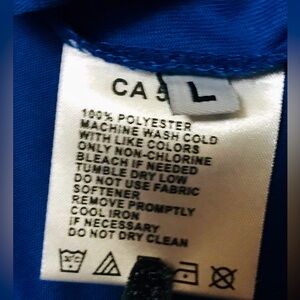 CA 5
L
100% POLYESTER
MACHINE WASH COLD
WITH LIKE COLORS
ONLY NON-CHLORINE
BLEACH IF NEEDED
TUMBLE DRY LOW
DO NOT USE FABRIC
SOFTENER
REMOVE PROMPTLY
COOL IRON
IF NECESSARY
DO NOT DRY CLEAN